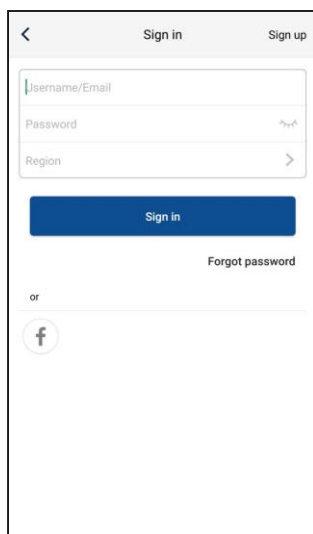 Sign in Sign up
Username/Email
Password
Region
Sign in
Forgot password
or
f